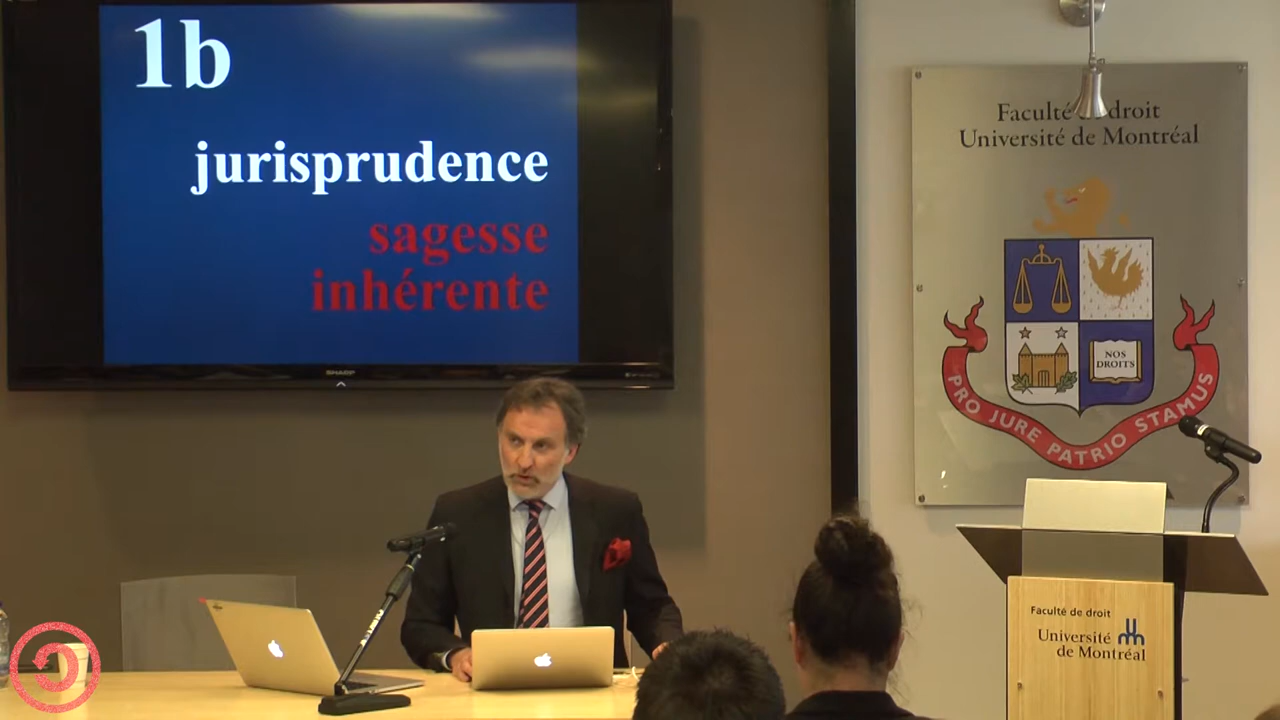 1b
jurisprudence
sagesse
inhérente
SHARP
Faculté de droit
Université de Montréal
NOS
DROITS
PRO JURE PATRIO STAMUS
Faculté de droit
Université
de Montréal